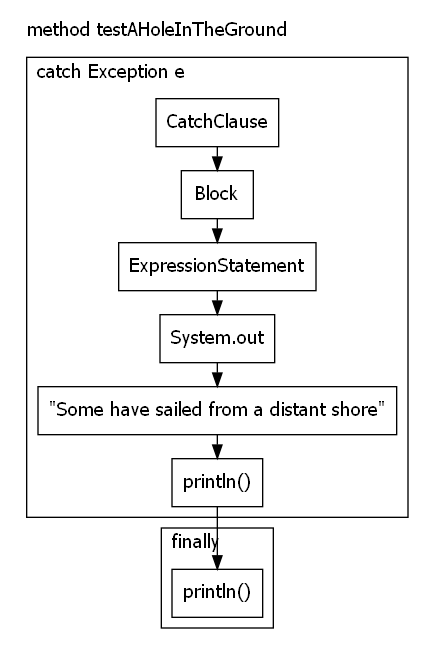 method testAHoleInTheGround
catch Exception e
CatchClause
Block
ExpressionStatement
System.out
"Some have sailed from a distant shore"
println()
finally
println()